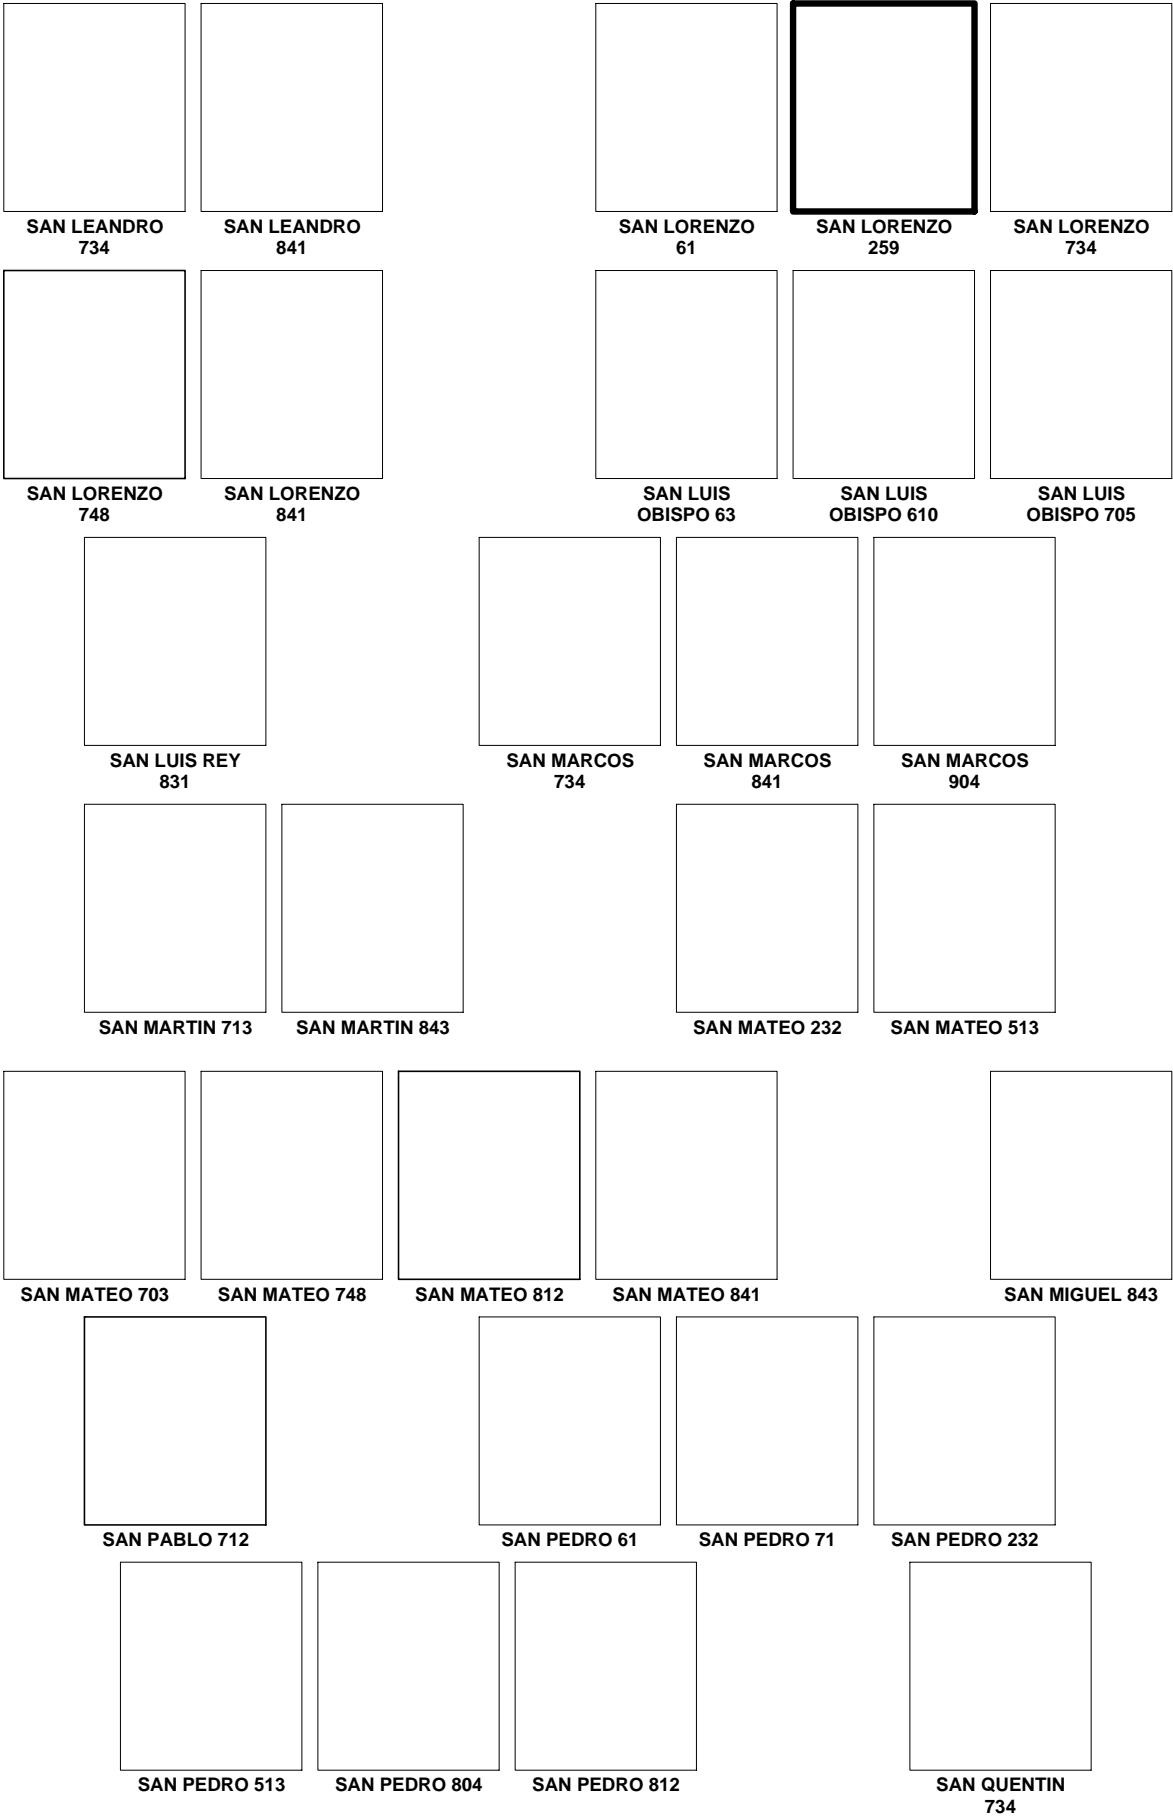 SAN LEANDRO
734
SAN LEANDRO
841
SAN LORENZO
61
SAN LORENZO
259
SAN LORENZO
734
SAN LORENZO
748
SAN LORENZO
841
SAN LUIS
OBISPO 63
SAN LUIS
OBISPO 610
SAN LUIS
OBISPO 705
SAN LUIS REY
831
SAN MARCOS
734
SAN MARCOS
841
SAN MARCOS
904
SAN MARTIN 713
SAN MARTIN 843
SAN MATEO 232
SAN MATEO 513
SAN MATEO 703
SAN MATEO 748
SAN MATEO 812
SAN MATEO 841
SAN MIGUEL 843
SAN PABLO 712
SAN PEDRO 61
SAN PEDRO 71
SAN PEDRO 232
SAN PEDRO 513
SAN PEDRO 804
SAN PEDRO 812
SAN QUENTIN
734